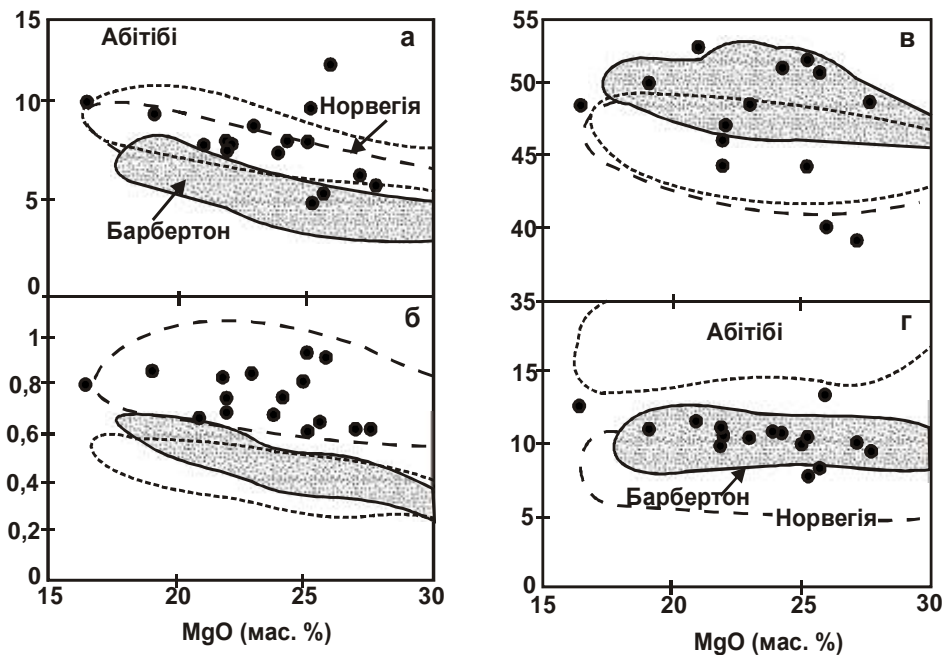 15
Абітібі
а
10
Норвегія
5
Барбертон
0
б
1
0,8
0,6
0,4
0,2
0
15
20
25
30
MgO (мас. %)
55
в
50
45
40
35
г
Абітібі
15
10
Барбертон
Норвегія
5
0
15
20
25
30
MgO (мас. %)